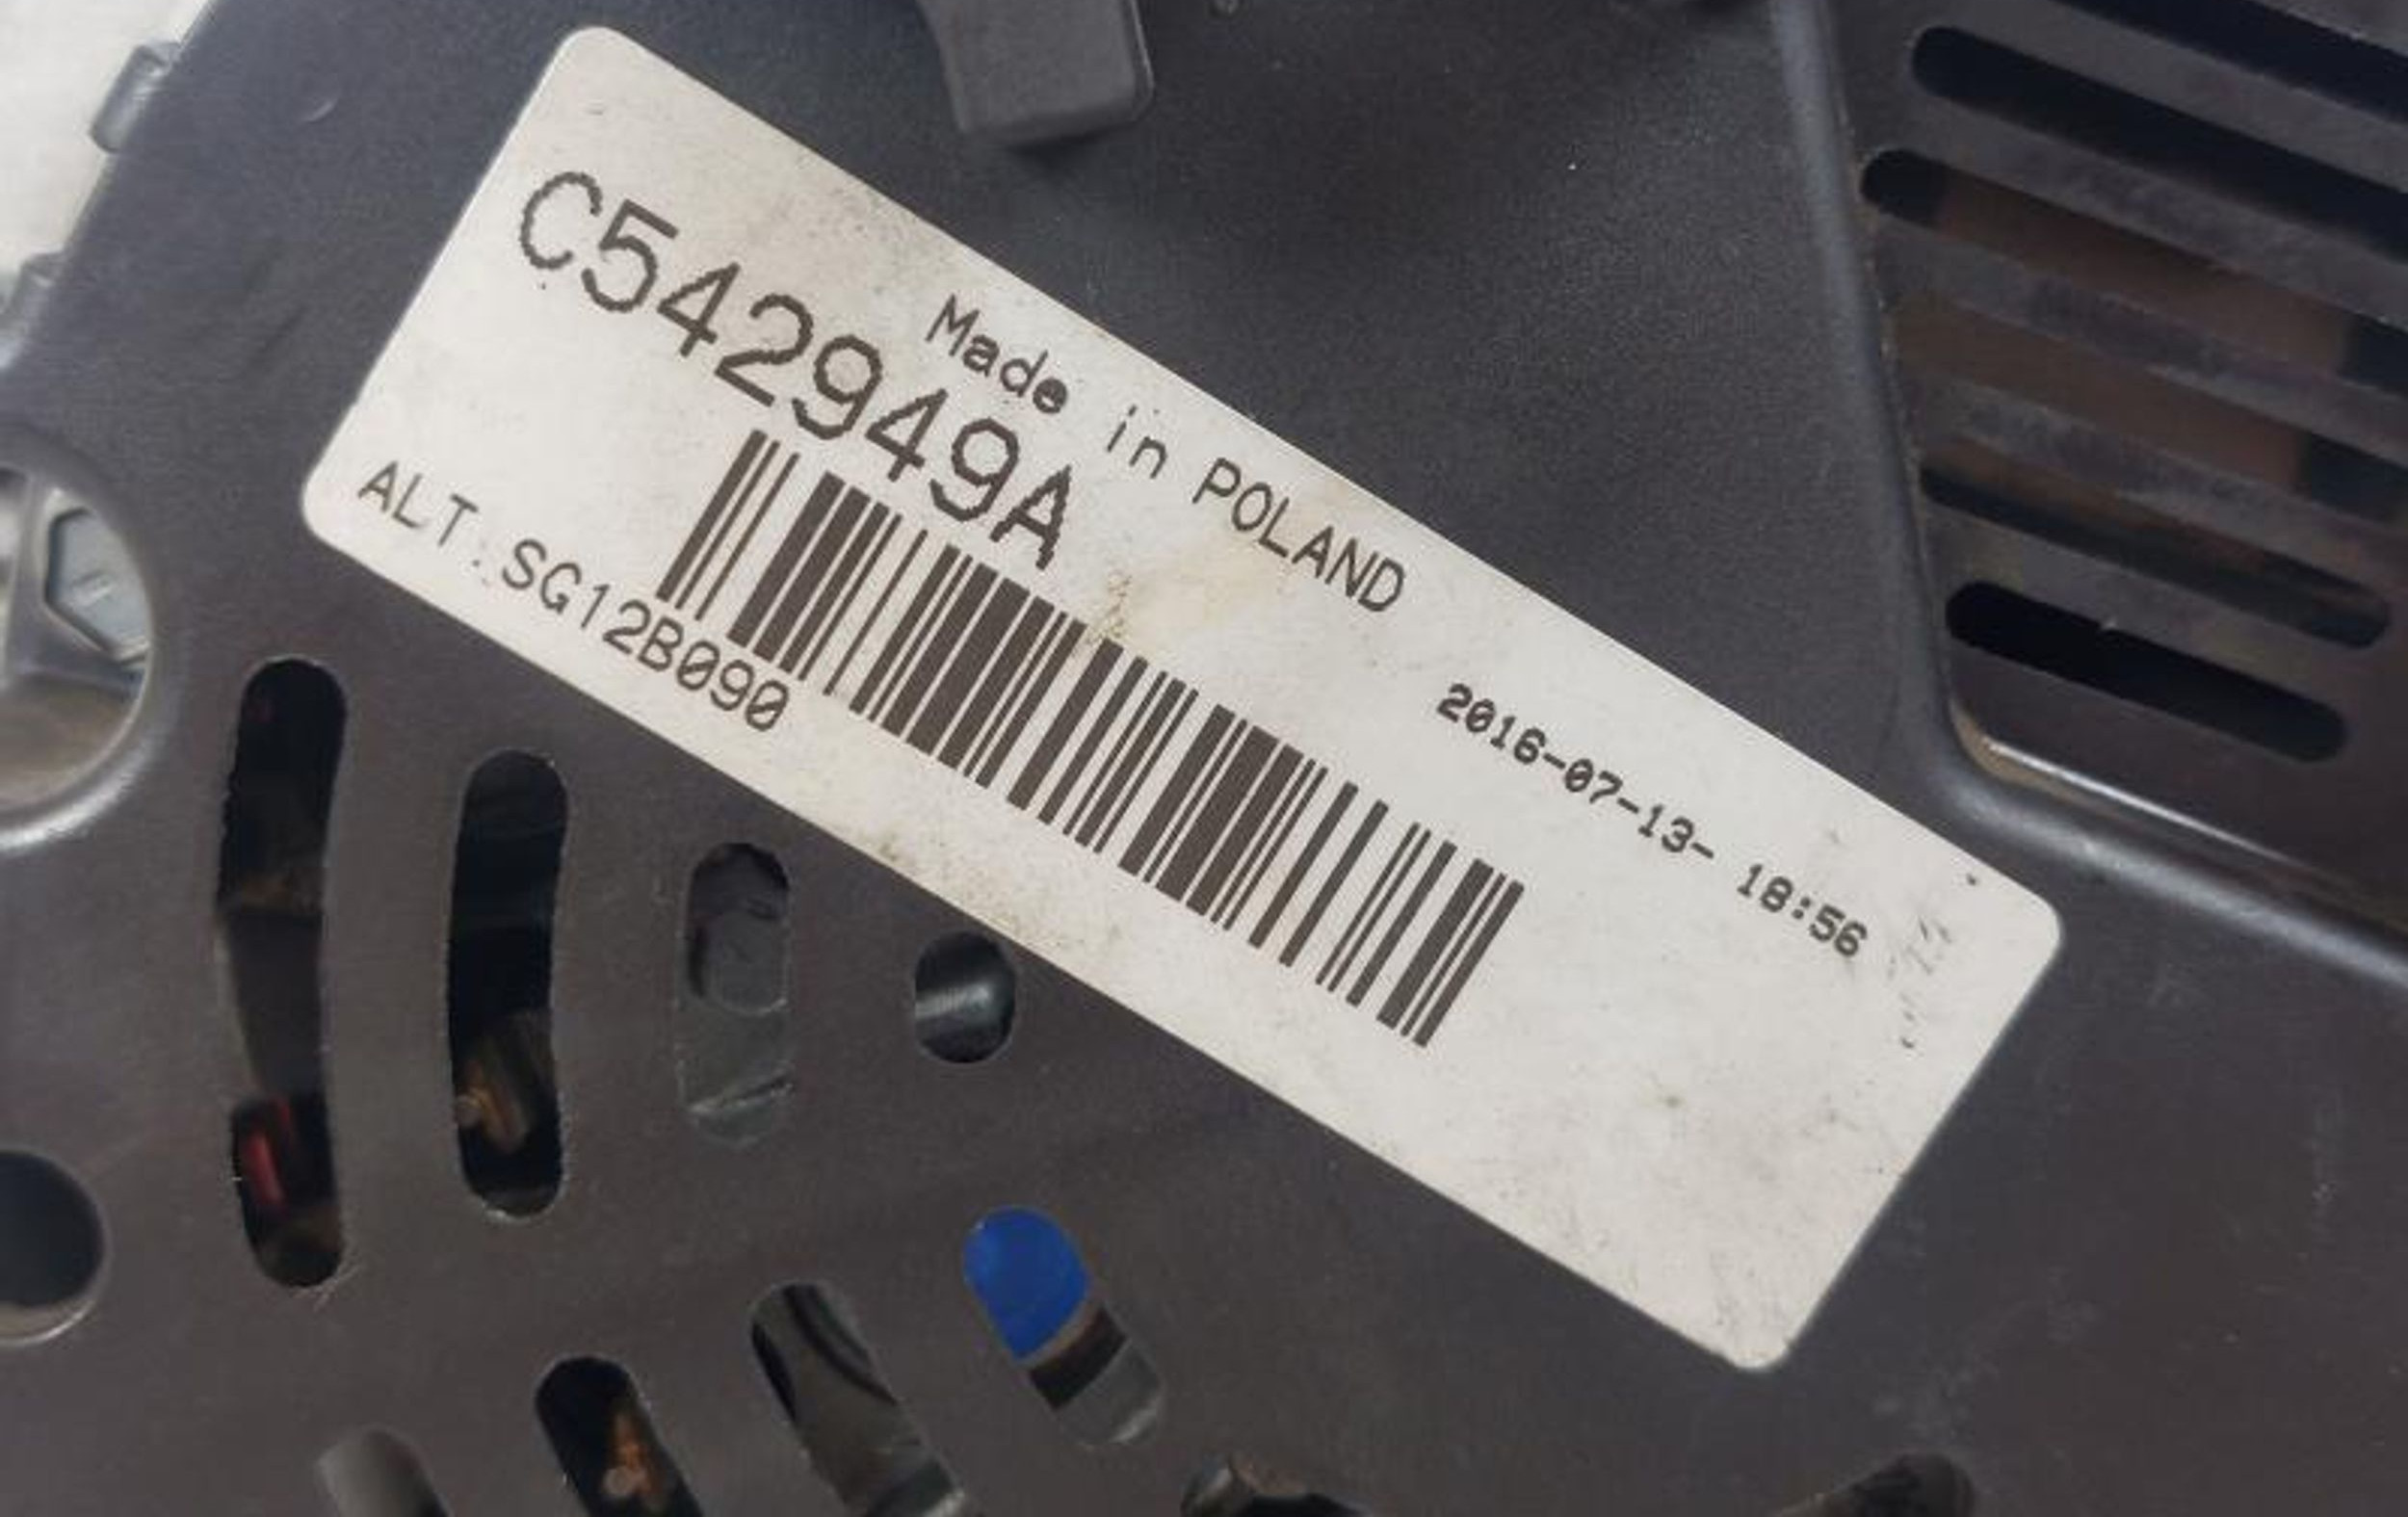 Made in POLAND
C542949A
2016-07-13- 18:56
ALT.:SG12B090